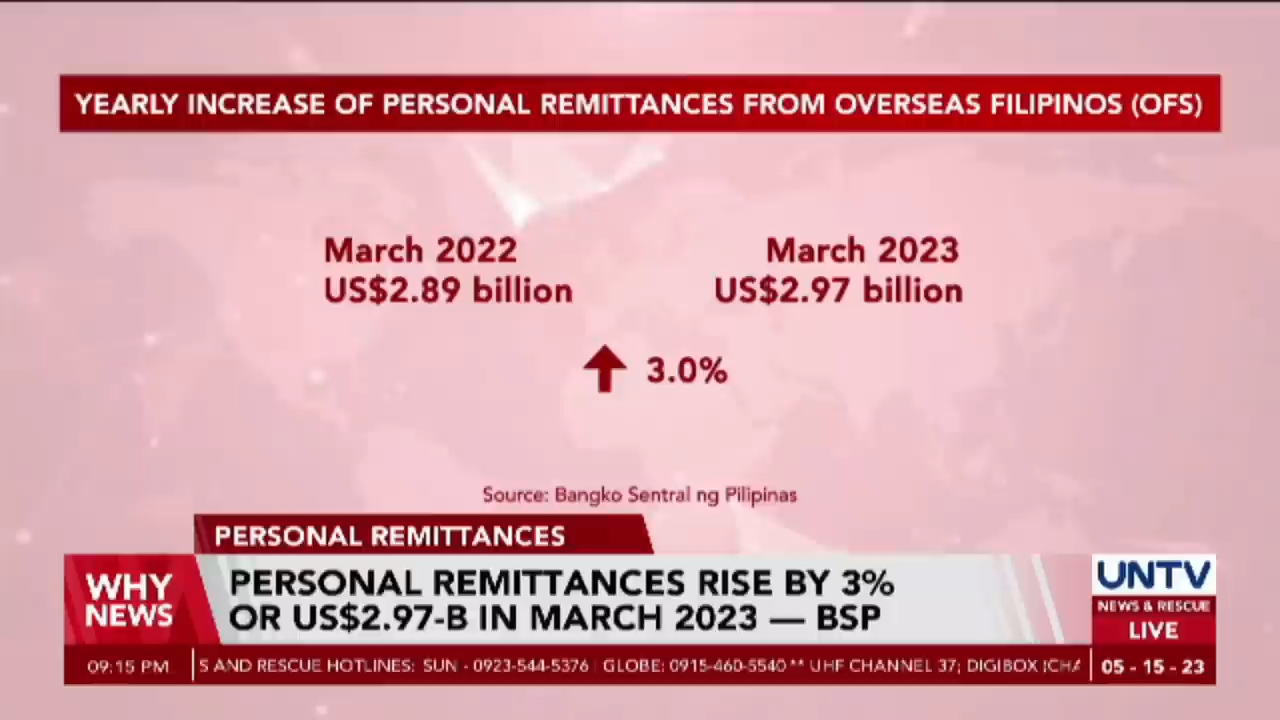 YEARLY INCREASE OF PERSONAL REMITTANCES FROM OVERSEAS FILIPINOS (OFS)
March 2022
US$2.89 billion
March 2023
US$2.97 billion
3.0%
Source: Bangko Sentral ng Pilipinas
PERSONAL REMITTANCES
WHY
NEWS
PERSONAL REMITTANCES RISE BY 3%
OR US$2.97-B IN MARCH 2023 — BSP
UNTV
NEWS & RESCUE
LIVE
09:15 PM
S AND RESCUE HOTLINES: SUN - 0923-544-5376 | GLOBE: 0915-460-5540 ** UHF CHANNEL 37; DIGIBOX (CHA
05 - 15 - 23